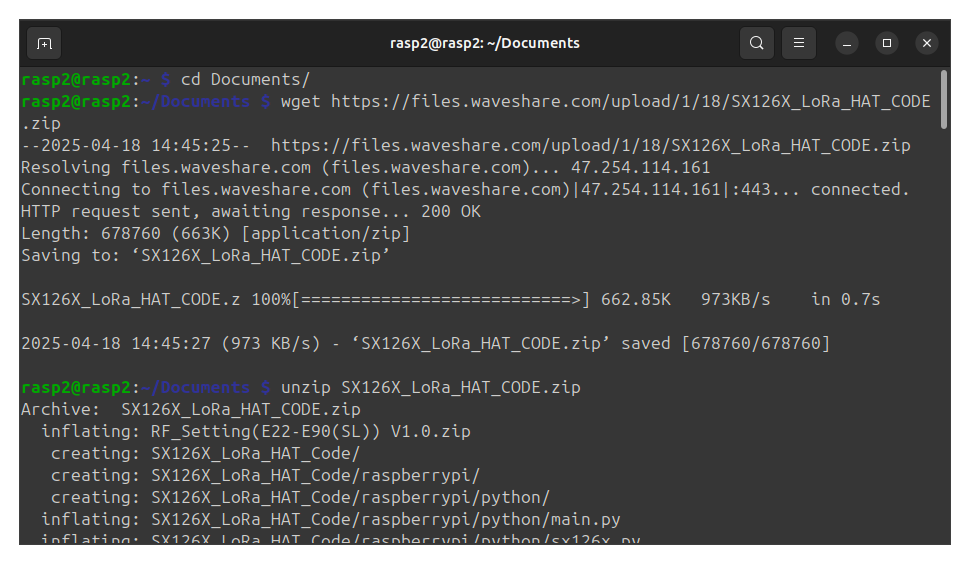 rasp2@rasp2: ~/Documents
rasp2@rasp2:~ $ cd Documents/
rasp2@rasp2:~/Documents $ wget https://files.waveshare.com/upload/1/18/SX126X_LoRa_HAT_CODE
.zip
--2025-04-18 14:45:25--  https://files.waveshare.com/upload/1/18/SX126X_LoRa_HAT_CODE.zip
Resolving files.waveshare.com (files.waveshare.com)... 47.254.114.161
Connecting to files.waveshare.com (files.waveshare.com)|47.254.114.161|:443... connected.
HTTP request sent, awaiting response... 200 OK
Length: 678760 (663K) [application/zip]
Saving to: ‘SX126X_LoRa_HAT_CODE.zip’
SX126X_LoRa_HAT_CODE.z 100%[===========================>] 662.85K   973KB/s    in 0.7s
2025-04-18 14:45:27 (973 KB/s) - ‘SX126X_LoRa_HAT_CODE.zip’ saved [678760/678760]
rasp2@rasp2:~/Documents $ unzip SX126X_LoRa_HAT_CODE.zip
Archive:  SX126X_LoRa_HAT_CODE.zip
  inflating: RF_Setting(E22-E90(SL)) V1.0.zip
   creating: SX126X_LoRa_HAT_Code/
   creating: SX126X_LoRa_HAT_Code/raspberrypi/
   creating: SX126X_LoRa_HAT_Code/raspberrypi/python/
  inflating: SX126X_LoRa_HAT_Code/raspberrypi/python/main.py
  inflating: SX126X_LoRa_HAT_Code/raspberrypi/python/sx126x.py